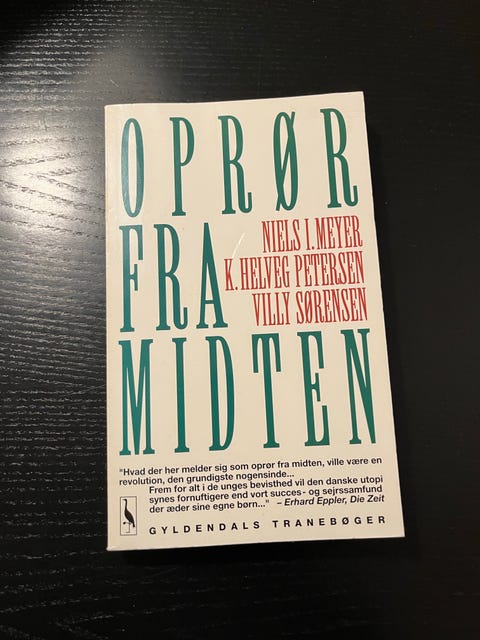 OPRØR
FRA
NIELS I. MEYER
K. HELVEG PETERSEN
VILLY SØRENSEN
MIDTEN
"Hvad der her melder sig som oprør fra midten, ville være en
revolution, den grundigste nogensinde...
Frem for alt i de unges bevisthed vil den danske utopi
synes fornuftigere end vort succes- og sejrssamfund
der æder sine egne børn..." – Erhard Eppler, Die Zeit
GYLDENDALS TRANEBØGER